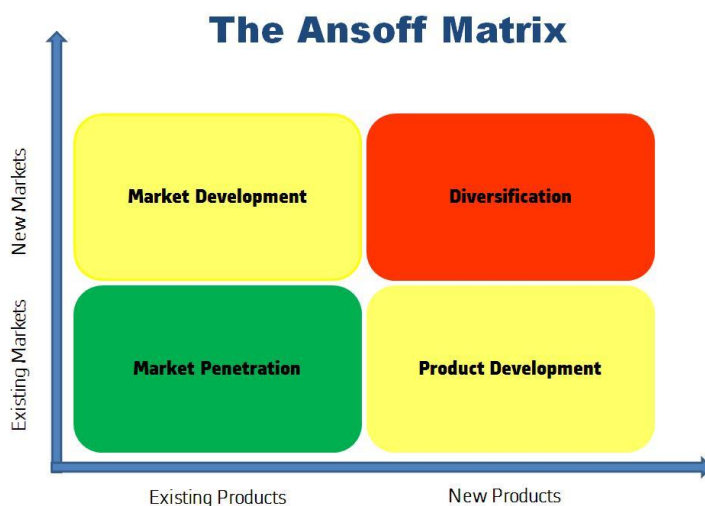 The Ansoff Matrix
New Markets
Market Development
Diversification
Existing Markets
Market Penetration
Product Development
Existing Products
New Products